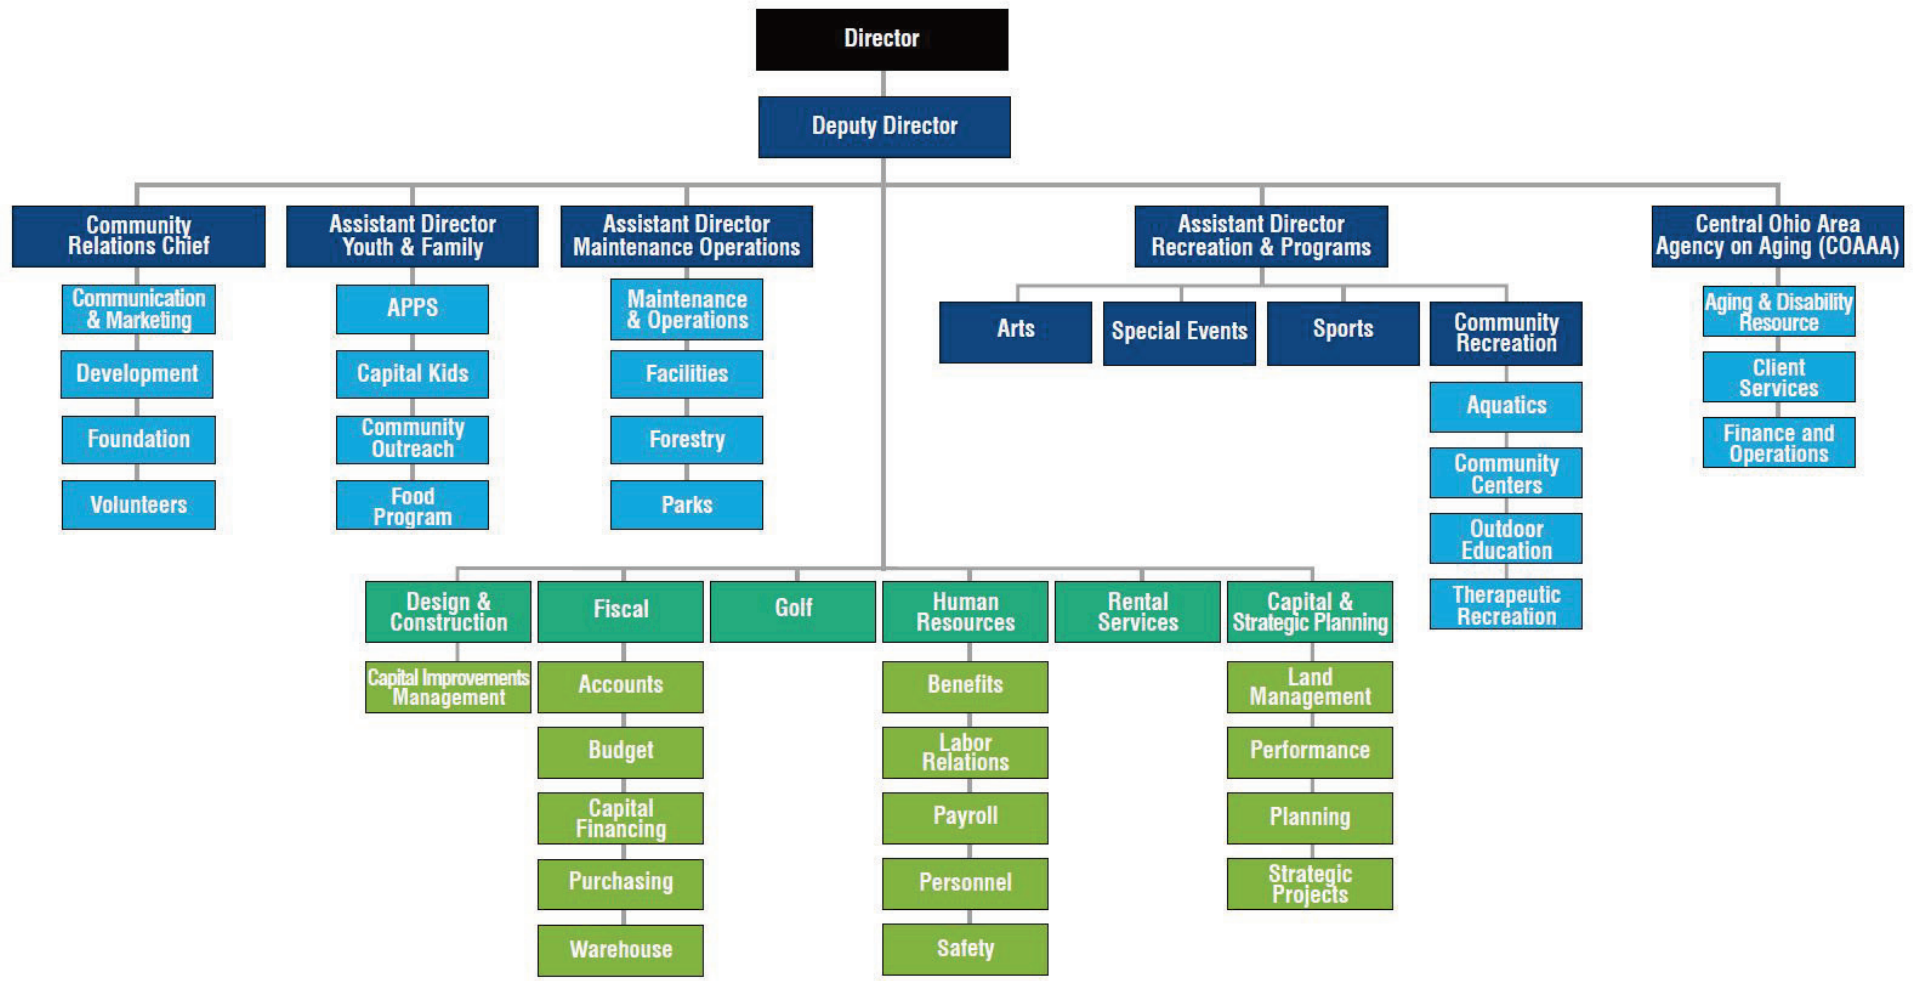 Director
Deputy Director
Community
Relations Chief
Assistant Director
Youth & Family
Assistant Director
Maintenance Operations
Assistant Director
Recreation & Programs
Central Ohio Area
Agency on Aging (COAAA)
Communication
& Marketing
Development
Foundation
Volunteers
APPS
Capital Kids
Community
Outreach
Food
Program
Maintenance
& Operations
Facilities
Forestry
Parks
Arts
Special Events
Sports
Community
Recreation
Aquatics
Community
Centers
Outdoor
Education
Therapeutic
Recreation
Aging & Disability
Resource
Client
Services
Finance and
Operations
Design &
Construction
Capital Improvements
Management
Fiscal
Accounts
Budget
Capital
Financing
Purchasing
Warehouse
Golf
Human
Resources
Benefits
Labor
Relations
Payroll
Personnel
Safety
Rental
Services
Capital &
Strategic Planning
Land
Management
Performance
Planning
Strategic
Projects